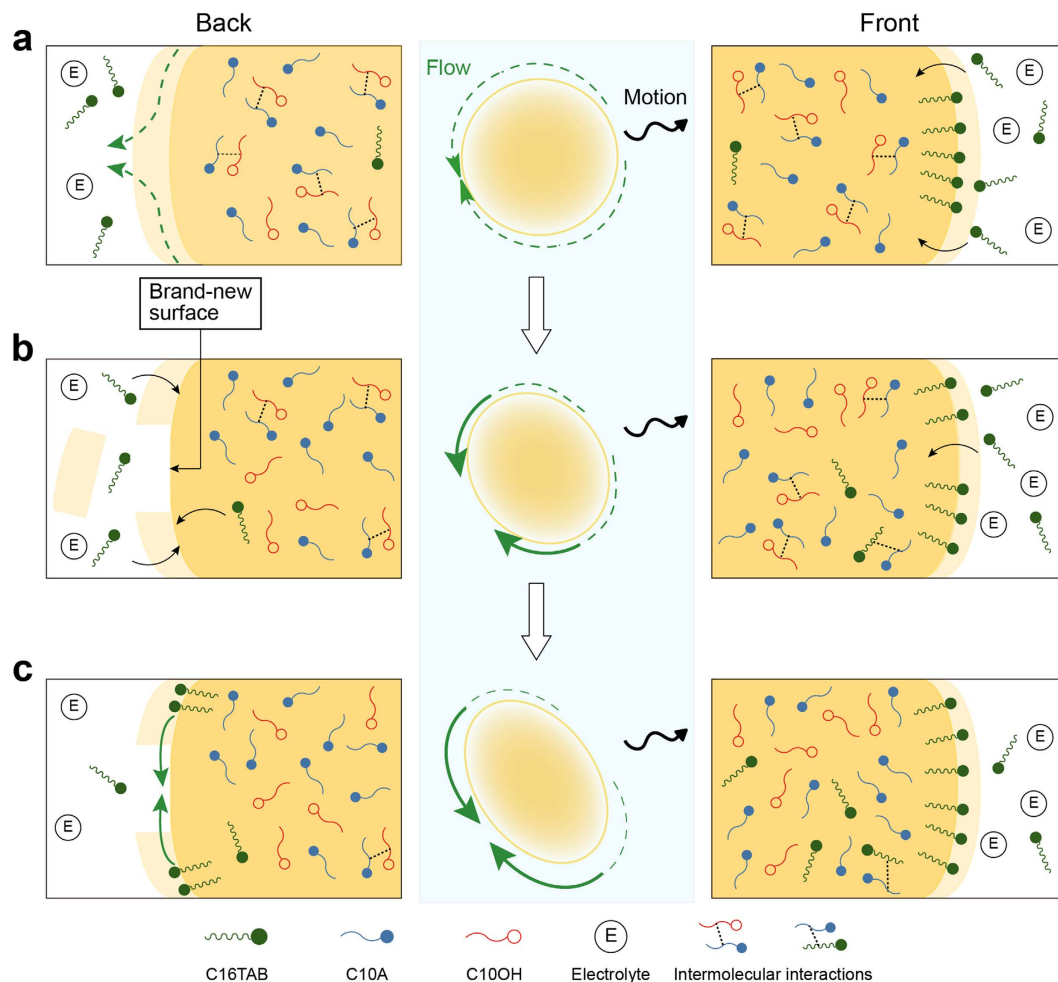 Back
Front
a
E
E
Flow
Motion
E
E
E
Brand-new
surface
b
E
E
E
E
c
E
E
E
E
E
C16TAB
C10A
C10OH
E
Electrolyte
Intermolecular interactions